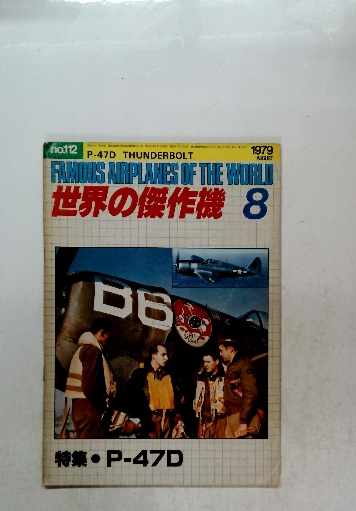 no.112
P-47D THUNDERBOLT
1979
AUGUST
FAMOUS AIRPLANES OF THE WORLD
世界の傑作機 8
B6
特集・P-47D